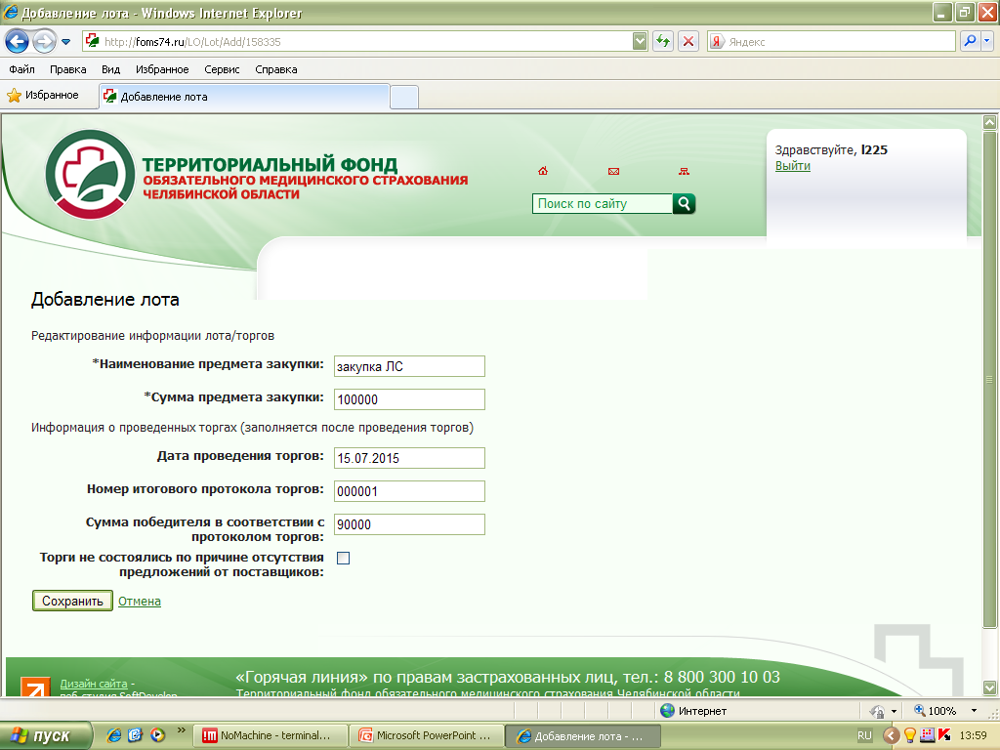 Добавление лота - Windows Internet Explorer
http://foms74.ru/LO/Lot/Add/158335
Яндекс
Файл Правка Вид Избранное Сервис Справка
Избранное
Добавление лота
ТЕРРИТОРИАЛЬНЫЙ ФОНД
ОБЯЗАТЕЛЬНОГО МЕДИЦИНСКОГО СТРАХОВАНИЯ
ЧЕЛЯБИНСКОЙ ОБЛАСТИ
Здравствуйте, l225
Выйти
Поиск по сайту
Добавление лота
Редактирование информации лота/торгов
*Наименование предмета закупки: закупка ЛС
*Сумма предмета закупки: 100000
Информация о проведенных торгах (заполняется после проведения торгов)
Дата проведения торгов: 15.07.2015
Номер итогового протокола торгов: 000001
Сумма победителя в соответствии с
протоколом торгов: 90000
Торги не состоялись по причине отсутствия
предложений от поставщиков:
Сохранить Отмена
Дизайн сайта -
веб-студия SoftDevelop
«Горячая линия» по правам застрахованных лиц, тел.: 8 800 300 10 03
Территориальный фонд обязательного медицинского страхования Челябинской области
Интернет
100%
пуск
»
NoMachine - terminal...
Microsoft PowerPoint ...
Добавление лота - ...
RU
13:59